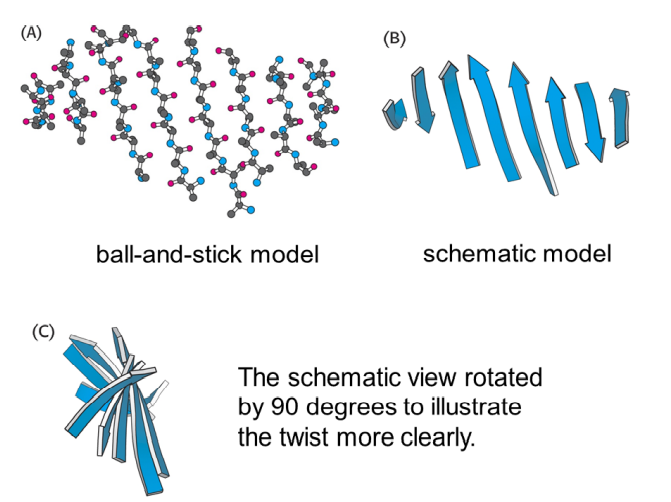 (A)
(B)
ball-and-stick model
schematic model
(C)
The schematic view rotated
by 90 degrees to illustrate
the twist more clearly.